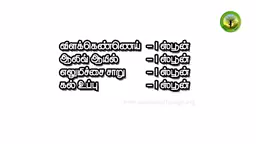 விளக்கெண்ணெய் - 1 ஸ்பூன்
ஆலிவ் ஆயில் - 1 ஸ்பூன்
எலுமிச்சை சாறு - 1 ஸ்பூன்
கல் உப்பு - 1 ஸ்பூன்